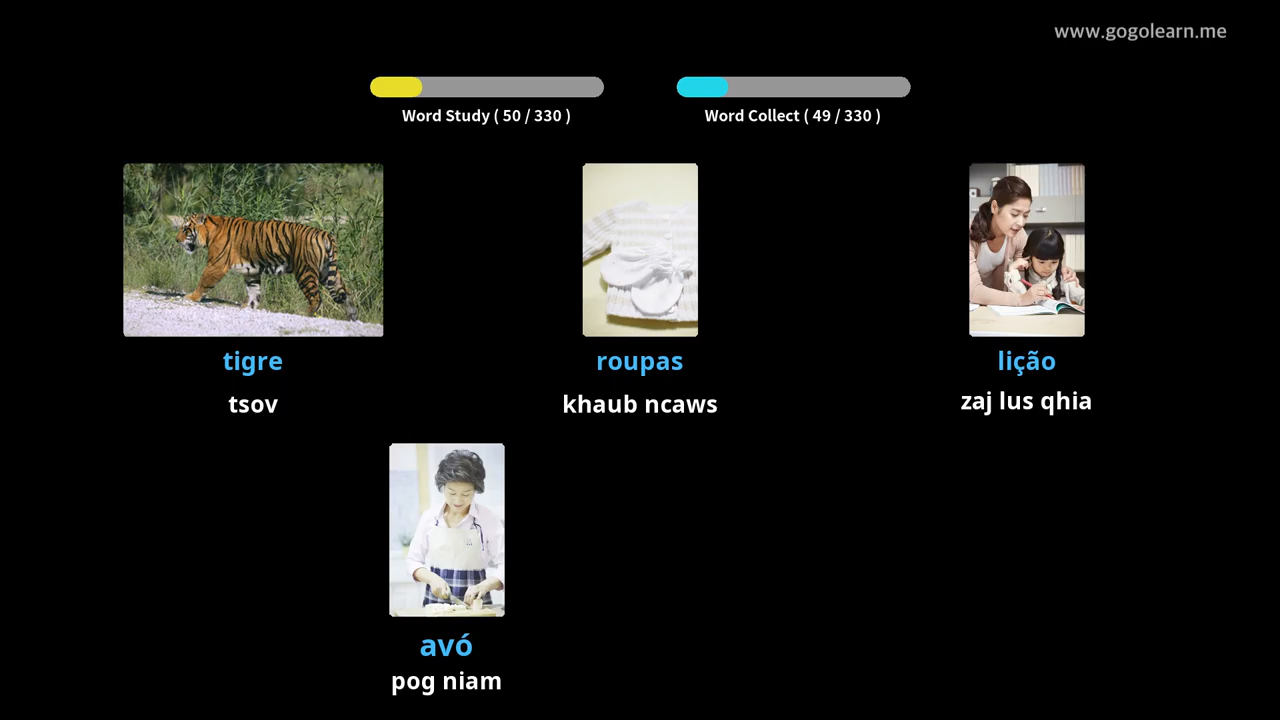 www.gogolearn.me
Word Study ( 50 / 330 )
Word Collect ( 49 / 330 )
tigre
roupas
lição
tsov
khaub ncaws
zaj lus qhia
avó
pog niam